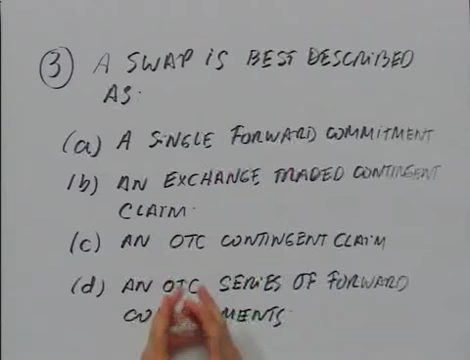 3 A SWAP IS BEST DESCRIBED
AS:
(a) A SINGLE FORWARD COMMITMENT
(b) AN EXCHANGE TRADED CONTINGENT
CLAIM.
(c) AN OTC CONTINGENT CLAIM
(d) AN OTC SERIES OF FORWARD